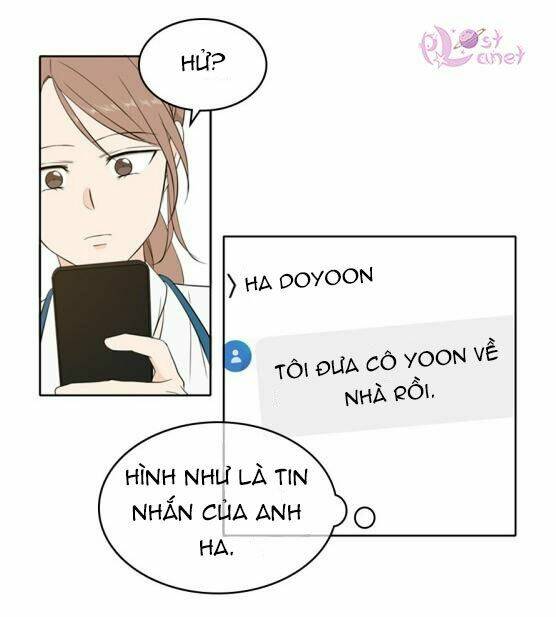 HỬ?
Lost
Planet
HA DOYOON
TÔI ĐƯA CÔ YOON VỀ
NHÀ RỒI.
HÌNH NHƯ LÀ TIN
NHẮN CỦA ANH
HA.